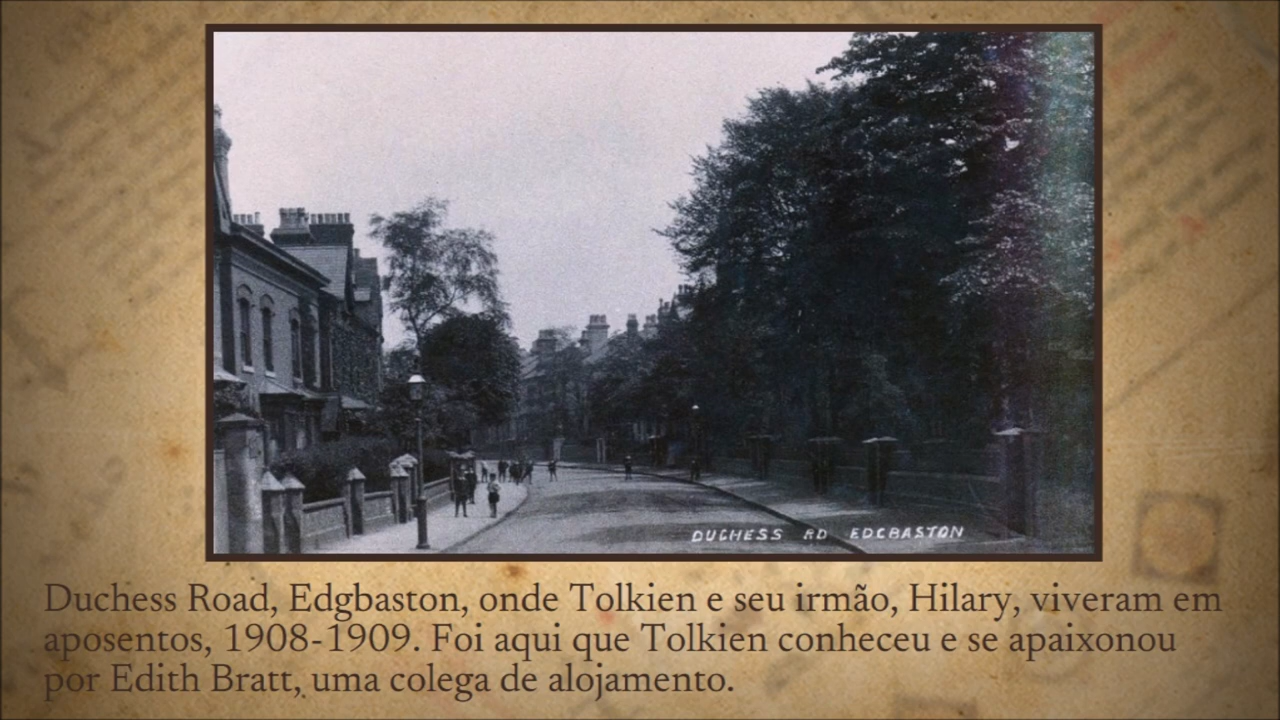 DUCHESS RD EDGBASTON
Duchess Road, Edgbaston, onde Tolkien e seu irmão, Hilary, viveram em
aposentos, 1908-1909. Foi aqui que Tolkien conheceu e se apaixonou
por Edith Bratt, uma colega de alojamento.